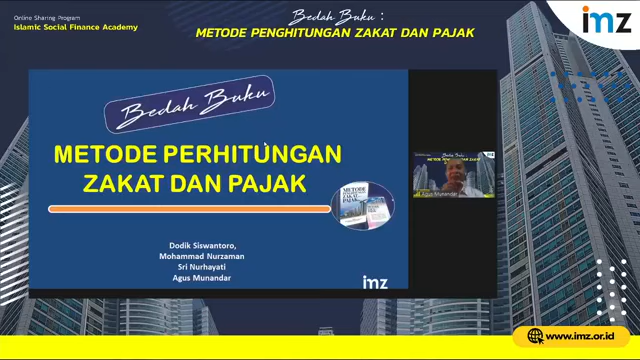 Online Sharing Program
Islamic Social Finance Academy
Bedah Buku :
METODE PENGHITUNGAN ZAKAT DAN PAJAK
imz
Bedah Buku
METODE PERHITUNGAN
ZAKAT DAN PAJAK
METODE
ZAKAT
PAJAK
Dodik Siswantoro,
Mohammad Nurzaman
Sri Nurhayati
Agus Munandar
imz
Agus Munandar
www.imz.or.id